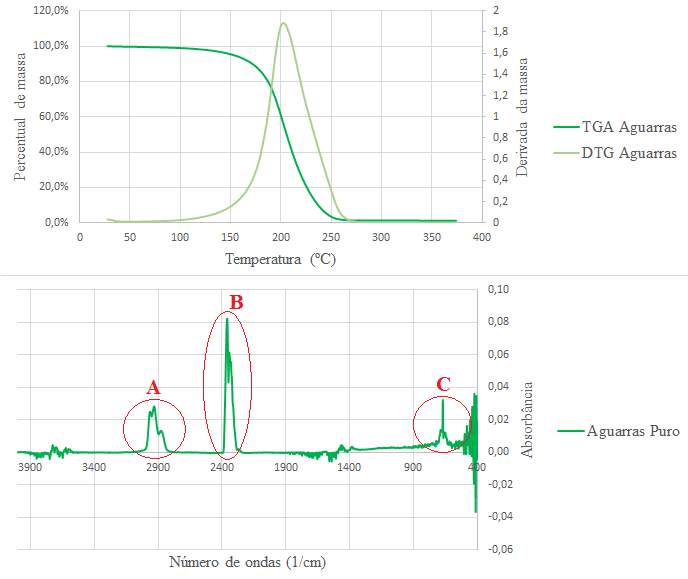 120,0%
100,0%
80,0%
60,0%
40,0%
20,0%
0,0%
Percentual de massa
2
1,8
1,6
1,4
1,2
1
0,8
0,6
0,4
0,2
0
Derivada da massa
0 50 100 150 200 250 300 350 400
Temperatura (ºC)
TGA Aguarras
DTG Aguarras
A
B
C
0,10
0,08
0,06
0,04
0,02
0,00
-0,02
-0,04
-0,06
Absorbância
3900 3400 2900 2400 1900 1400 900 400
Número de ondas (1/cm)
Aguarras Puro